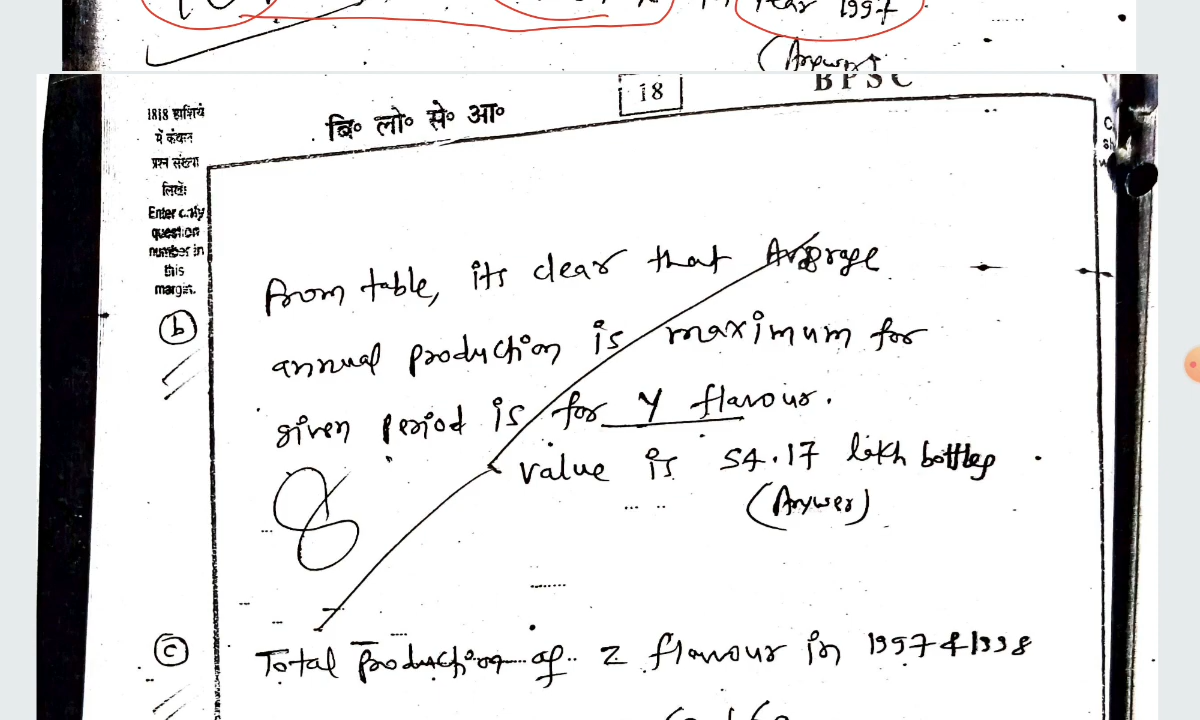 Year 1997
(Answer)
BPSC
18
बि० लो० से० आ०
1818 हाशिये
में केवल
प्रश्न संख्या
लिखें
Enter only
question
number in
this
margin.
(b)
From table, its clear that Average
annual production is maximum for
given period is for Y flavour.
value is 54.17 lakh bottles
(Answer)
8
(c)
Total production of Z flavour in 1997 & 1998